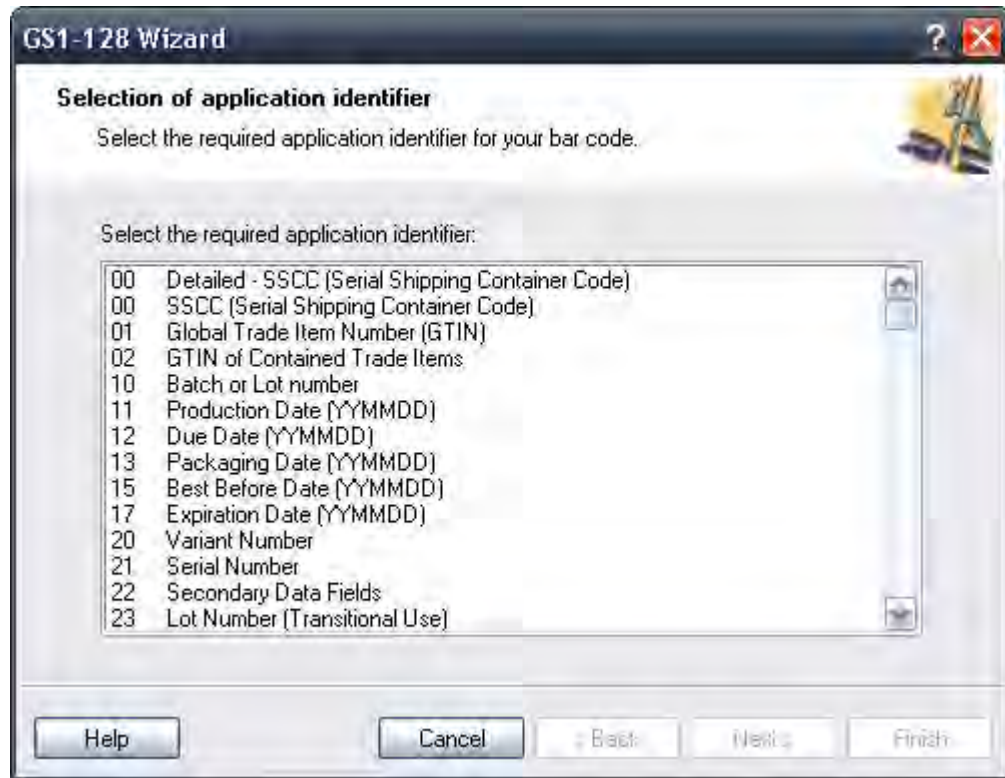 GS1-128 Wizard
Selection of application identifier
Select the required application identifier for your bar code.
Select the required application identifier:
00 Detailed - SSCC (Serial Shipping Container Code)
00 SSCC (Serial Shipping Container Code)
01 Global Trade Item Number (GTIN)
02 GTIN of Contained Trade Items
10 Batch or Lot number
11 Production Date (YYMMDD)
12 Due Date (YYMMDD)
13 Packaging Date (YYMMDD)
15 Best Before Date (YYMMDD)
17 Expiration Date (YYMMDD)
20 Variant Number
21 Serial Number
22 Secondary Data Fields
23 Lot Number (Transitional Use)
Help Cancel < Back Next > Finish